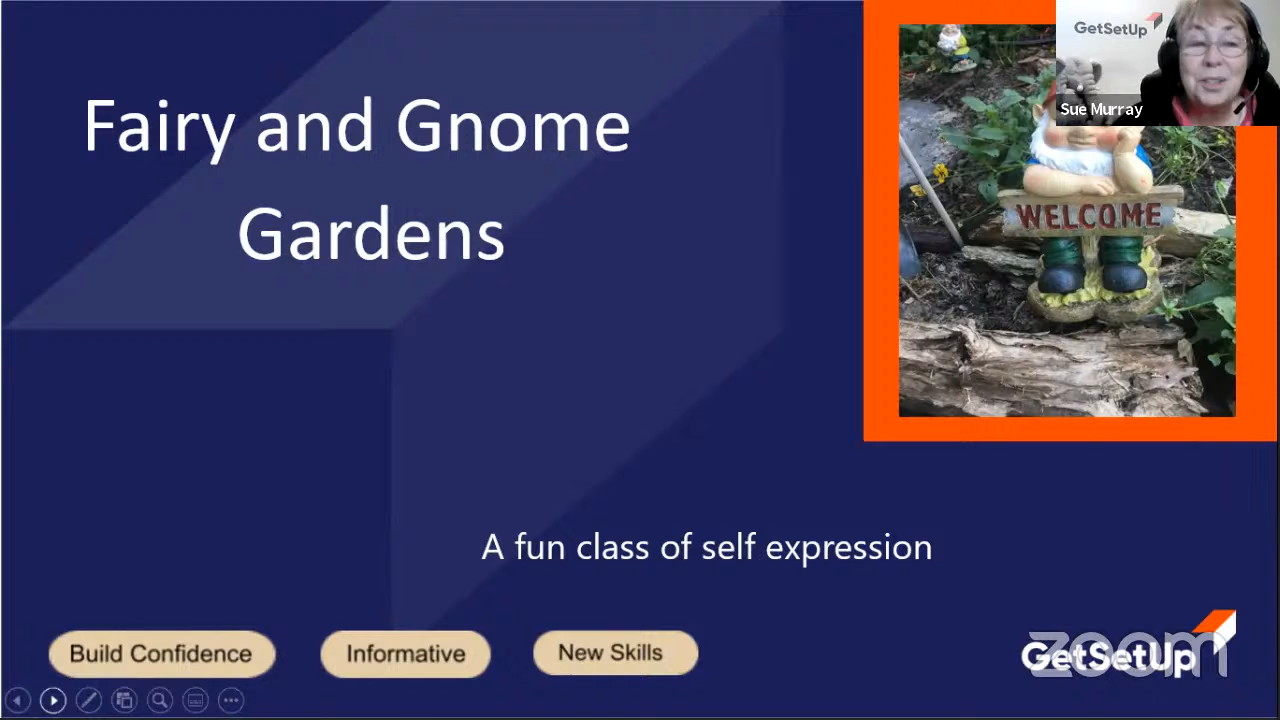 Fairy and Gnome
Gardens
GetSetUp
Sue Murray
WELCOME
A fun class of self expression
Build Confidence
Informative
New Skills
GetSetUp
zoom